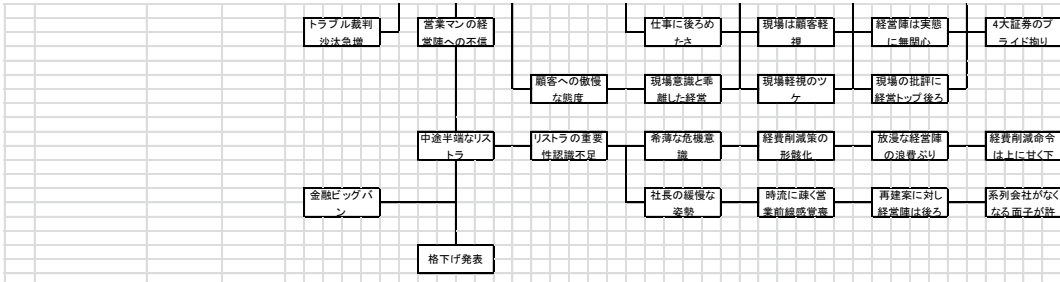 トラブル裁判
沙汰急増
営業マンの経
営陣への不信
仕事に後ろめ
たさ
現場は顧客軽
視
経営陣は実態
に無関心
4大証券のプ
ライド拘り
顧客への傲慢
な態度
現場意識と乖
離した経営
現場軽視のツ
ケ
現場の批評に
経営トップ後ろ
中途半端なリス
トラ
リストラの重要
性認識不足
希薄な危機意
識
経費削減策の
形骸化
放漫な経営陣
の浪費ぶり
経費削減命令
は上に甘く下
金融ビッグバ
ン
社長の緩慢な
姿勢
時流に疎く営
業前線感覚喪
再建案に対し
経営陣は後ろ
系列会社がなく
なる面子が許
格下げ発表